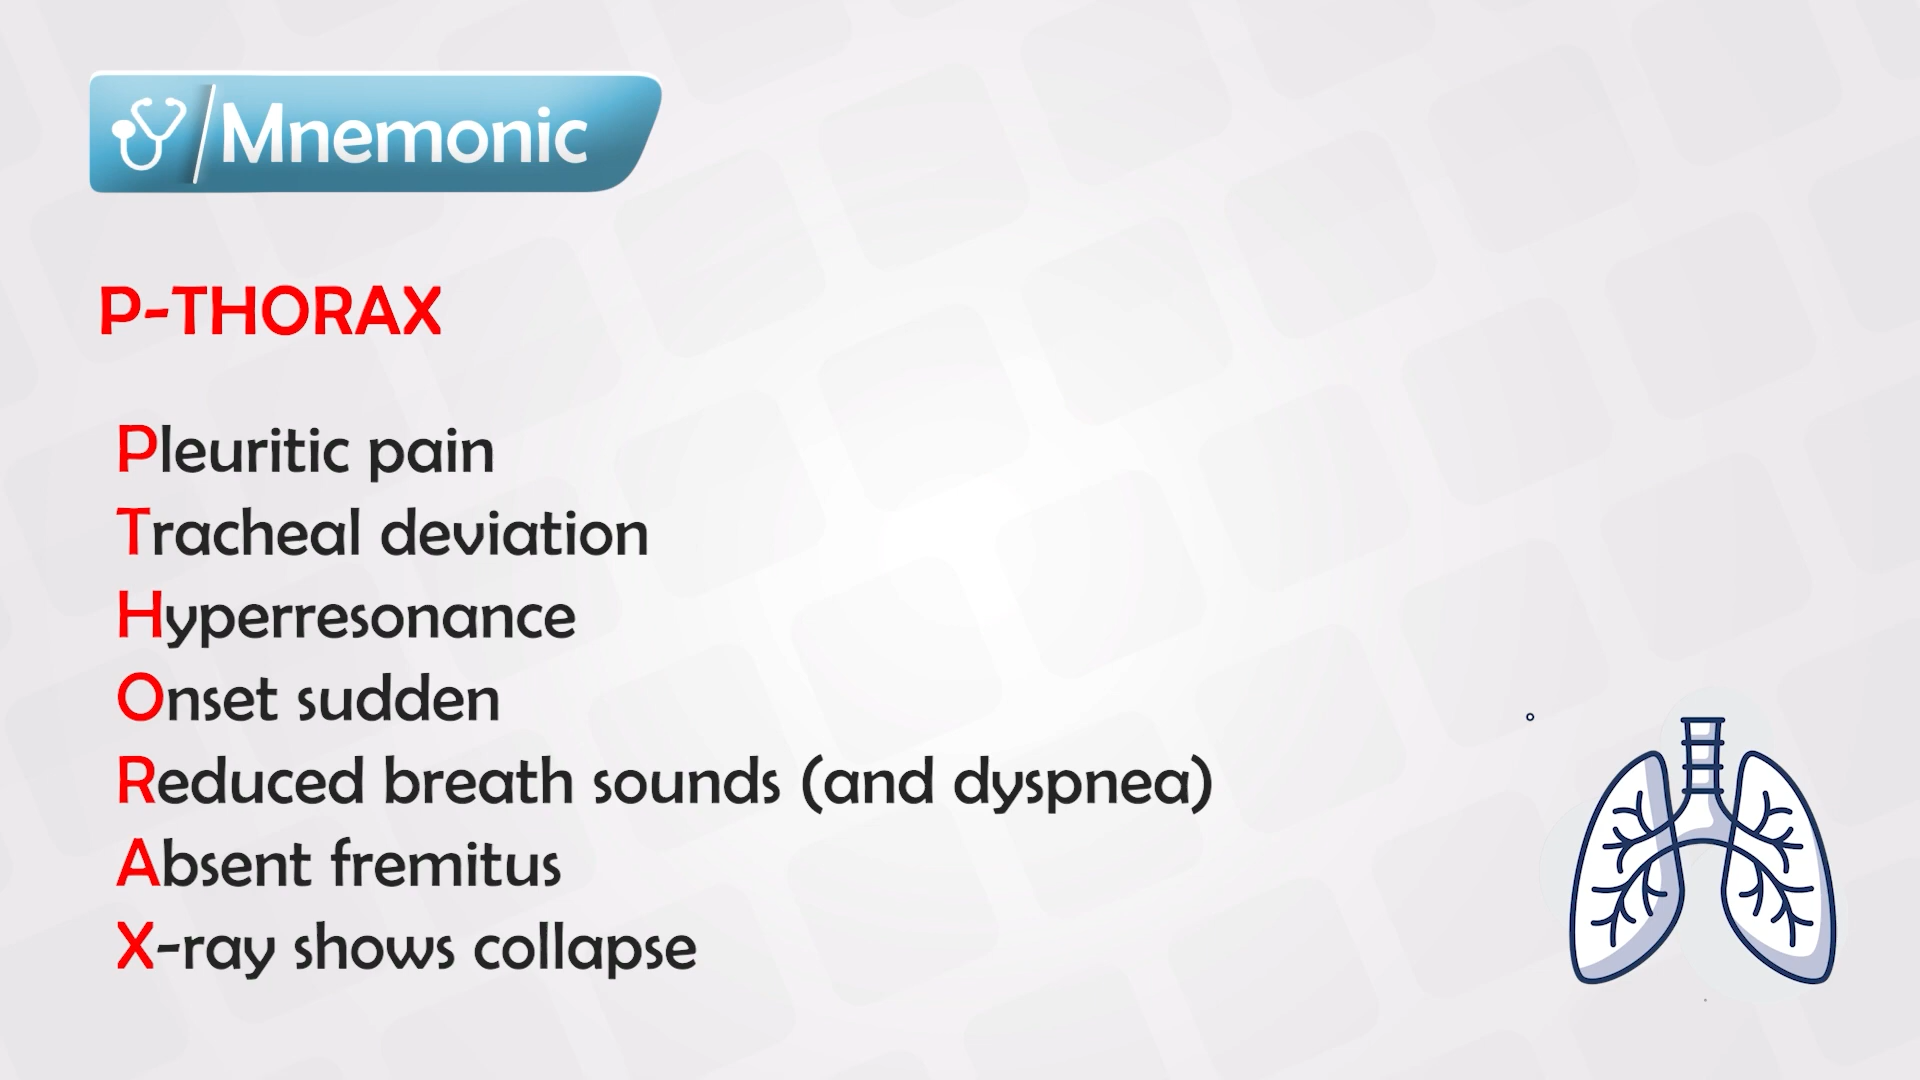 Mnemonic
P-THORAX
Pleuritic pain
Tracheal deviation
Hyperresonance
Onset sudden
Reduced breath sounds (and dyspnea)
Absent fremitus
X-ray shows collapse